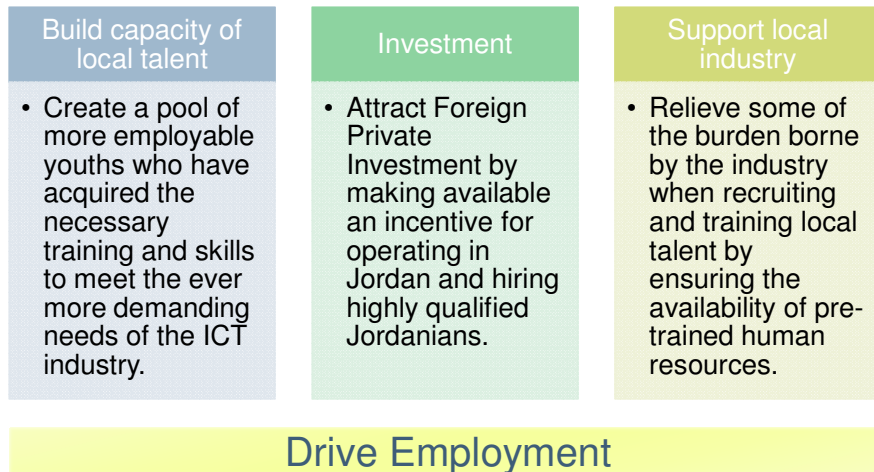 Build capacity of
local talent
• Create a pool of
more employable
youths who have
acquired the
necessary
training and skills
to meet the ever
more demanding
needs of the ICT
industry.
Investment
• Attract Foreign
Private
Investment by
making available
an incentive for
operating in
Jordan and hiring
highly qualified
Jordanians.
Support local
industry
• Relieve some of
the burden borne
by the industry
when recruiting
and training local
talent by
ensuring the
availability of pre-
trained human
resources.
Drive Employment